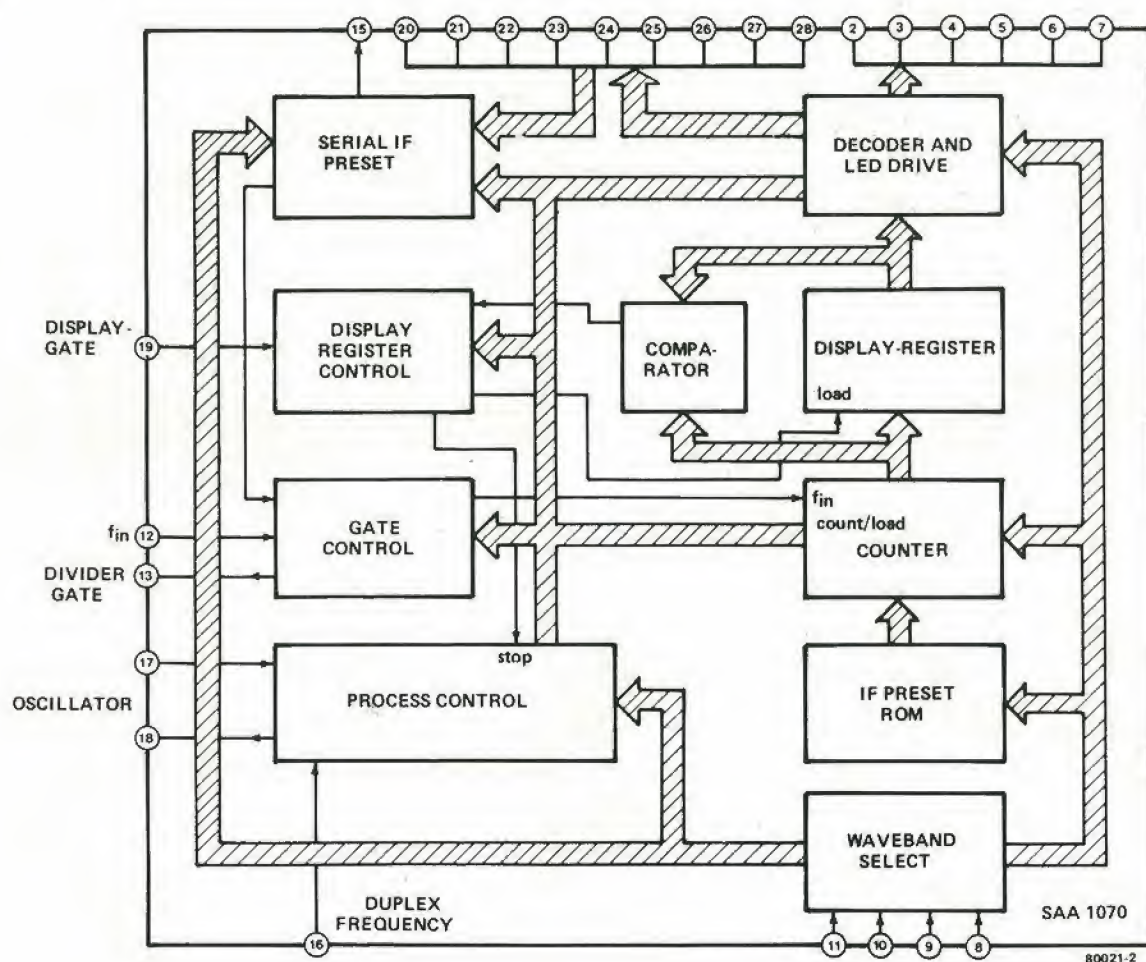 15 20 21 22 23 24 25 26 27 28 2 3 4 5 6 7
SERIAL IF
PRESET
DECODER AND
LED DRIVE
DISPLAY-
GATE
19
DISPLAY
REGISTER
CONTROL
COMPA-
RATOR
DISPLAY-REGISTER
load
fin
12
13
DIVIDER
GATE
GATE
CONTROL
fin
count/load
COUNTER
17
OSCILLATOR
18
stop
PROCESS CONTROL
IF PRESET
ROM
WAVEBAND
SELECT
DUPLEX
FREQUENCY
16
11 10 9 8
SAA 1070
80021-2